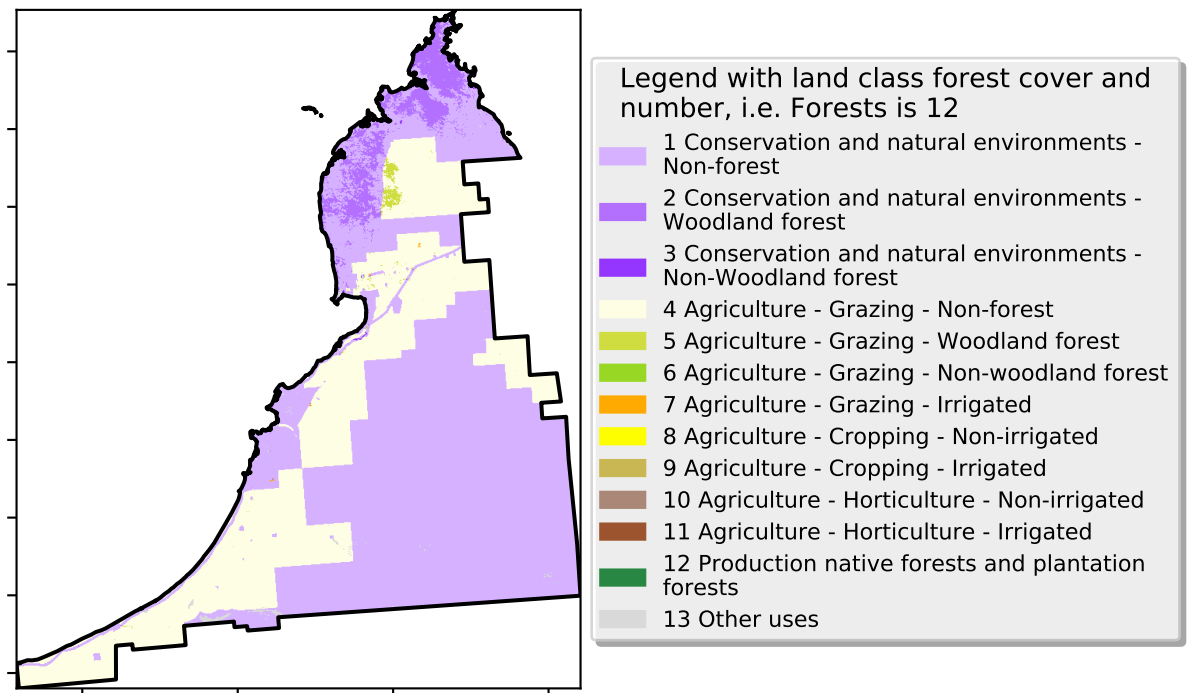 Legend with land class forest cover and
number, i.e. Forests is 12
1 Conservation and natural environments -
Non-forest
2 Conservation and natural environments -
Woodland forest
3 Conservation and natural environments -
Non-Woodland forest
4 Agriculture - Grazing - Non-forest
5 Agriculture - Grazing - Woodland forest
6 Agriculture - Grazing - Non-woodland forest
7 Agriculture - Grazing - Irrigated
8 Agriculture - Cropping - Non-irrigated
9 Agriculture - Cropping - Irrigated
10 Agriculture - Horticulture - Non-irrigated
11 Agriculture - Horticulture - Irrigated
12 Production native forests and plantation
forests
13 Other uses